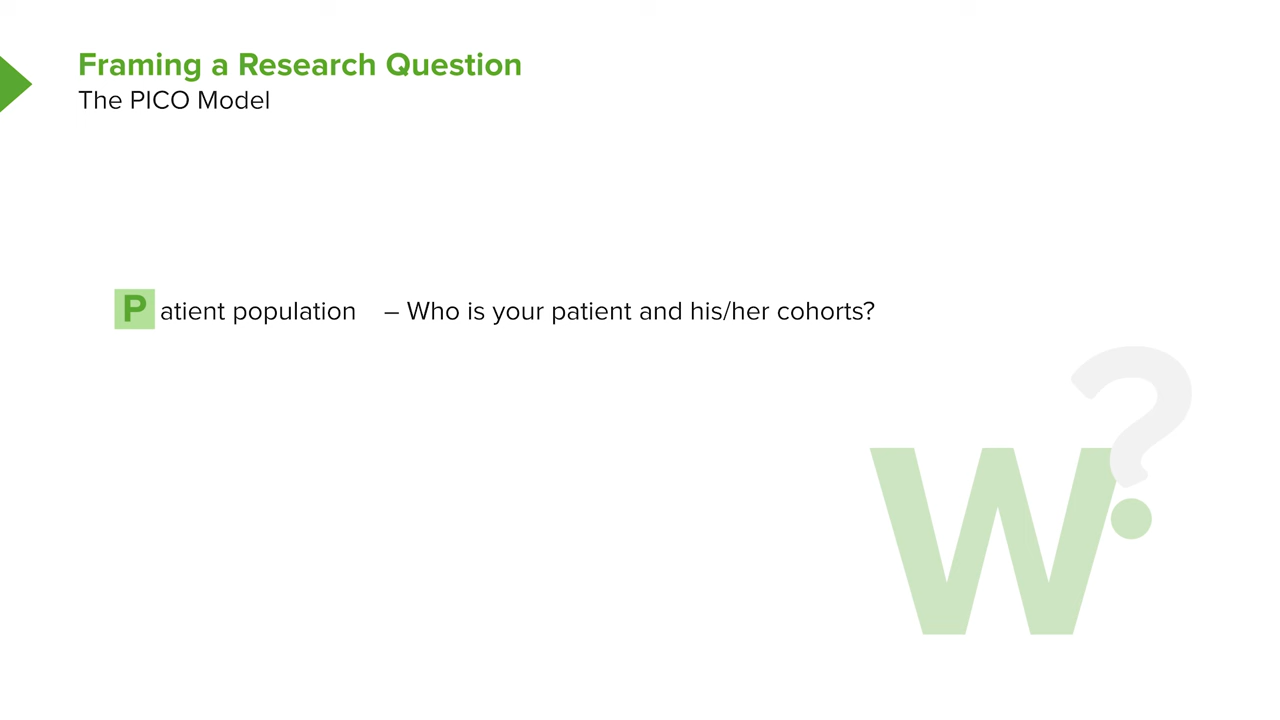 Framing a Research Question
The PICO Model
Patient population – Who is your patient and his/her cohorts?
W?